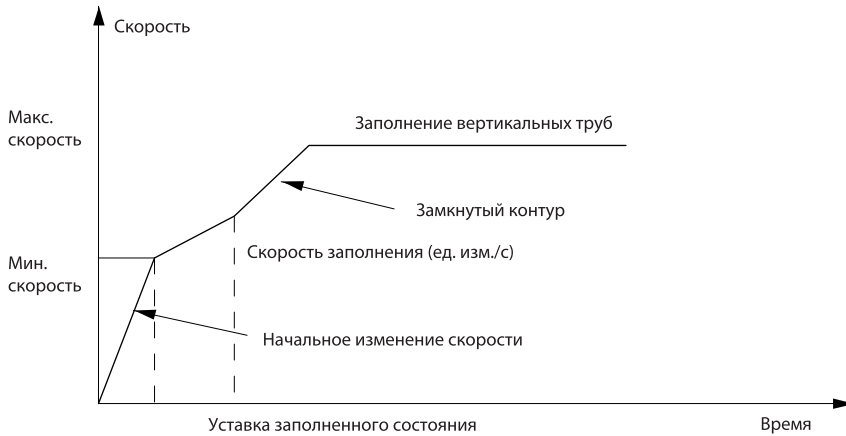 Скорость
Макс.
скорость
Заполнение вертикальных труб
Замкнутый контур
Скорость заполнения (ед. изм./с)
Мин.
скорость
Начальное изменение скорости
Уставка заполненного состояния
Время